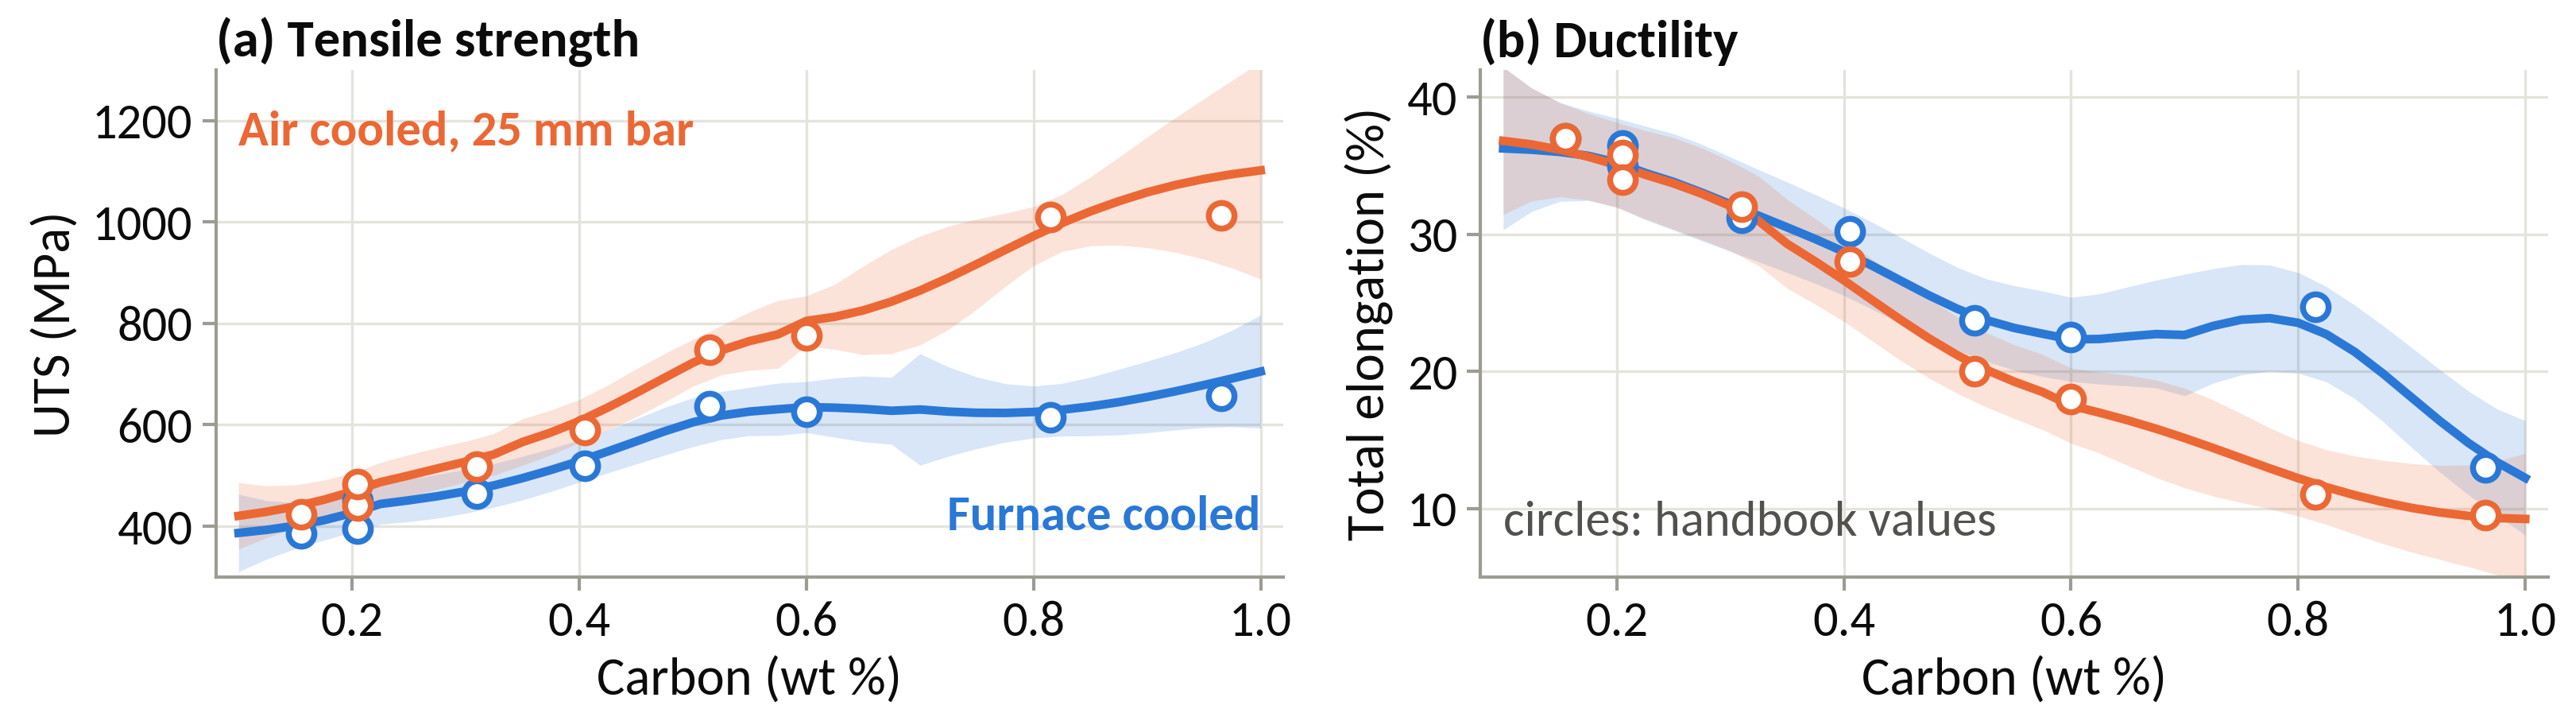 (a) Tensile strength
UTS (MPa)
1200
1000
800
600
400
Air cooled, 25 mm bar
Furnace cooled
0.2 0.4 0.6 0.8 1.0
Carbon (wt %)
(b) Ductility
Total elongation (%)
40
30
20
10
circles: handbook values
0.2 0.4 0.6 0.8 1.0
Carbon (wt %)